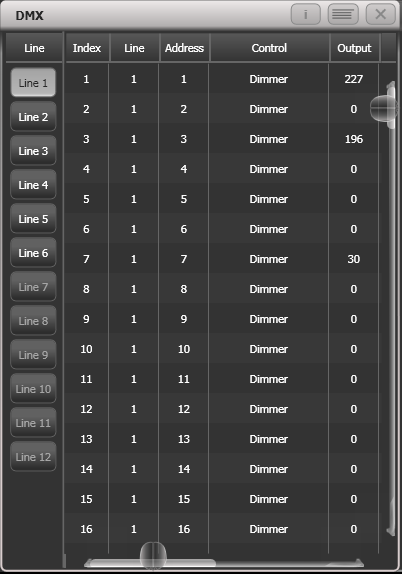 DMX i
Line Index Line Address Control Output
Line 1 1 1 1 Dimmer 227
Line 2 2 1 2 Dimmer 0
Line 3 3 1 3 Dimmer 196
Line 4 4 1 4 Dimmer 0
Line 5 5 1 5 Dimmer 0
Line 6 6 1 6 Dimmer 0
Line 7 7 1 7 Dimmer 30
Line 8 8 1 8 Dimmer 0
Line 9 9 1 9 Dimmer 0
Line 10 10 1 10 Dimmer 0
Line 11 11 1 11 Dimmer 0
Line 12 12 1 12 Dimmer 0
13 1 13 Dimmer 0
14 1 14 Dimmer 0
15 1 15 Dimmer 0
16 1 16 Dimmer 0